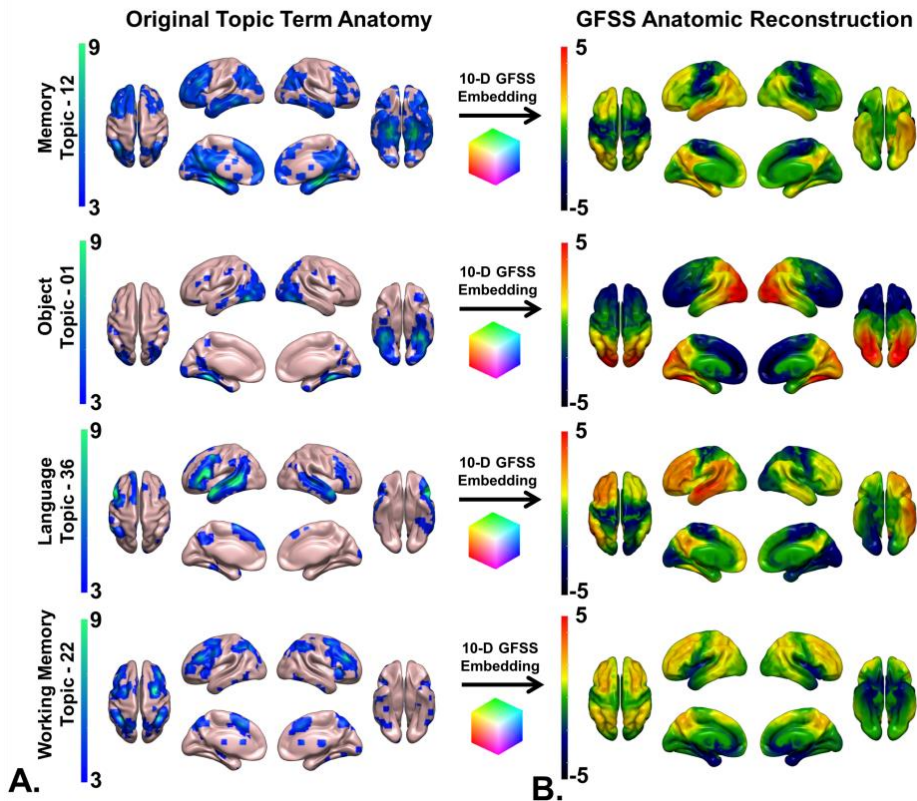 Original Topic Term Anatomy
GFSS Anatomic Reconstruction
Memory
Topic - 12
9
3
10-D GFSS
Embedding
5
-5
Object
Topic - 01
9
3
10-D GFSS
Embedding
5
-5
Language
Topic - 36
9
3
10-D GFSS
Embedding
5
-5
Working Memory
Topic - 22
9
3
10-D GFSS
Embedding
5
-5
A.
B.